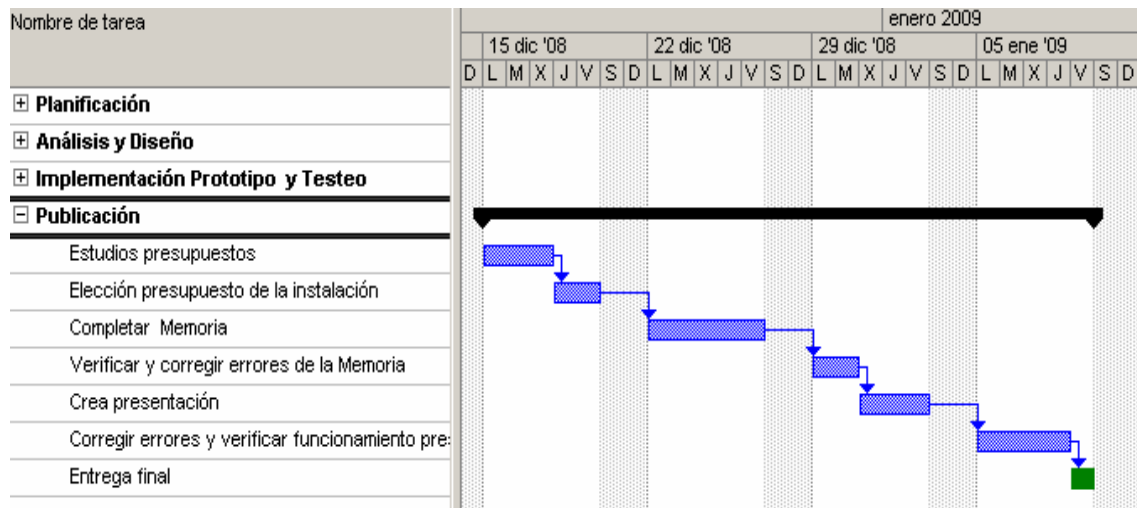 Nombre de tarea
enero 2009
15 dic '08 22 dic '08 29 dic '08 05 ene '09
D L M X J V S D L M X J V S D L M X J V S D L M X J V S D
Planificación
Análisis y Diseño
Implementación Prototipo y Testeo
Publicación
Estudios presupuestos
Elección presupuesto de la instalación
Completar Memoria
Verificar y corregir errores de la Memoria
Crea presentación
Corregir errores y verificar funcionamiento pre
Entrega final